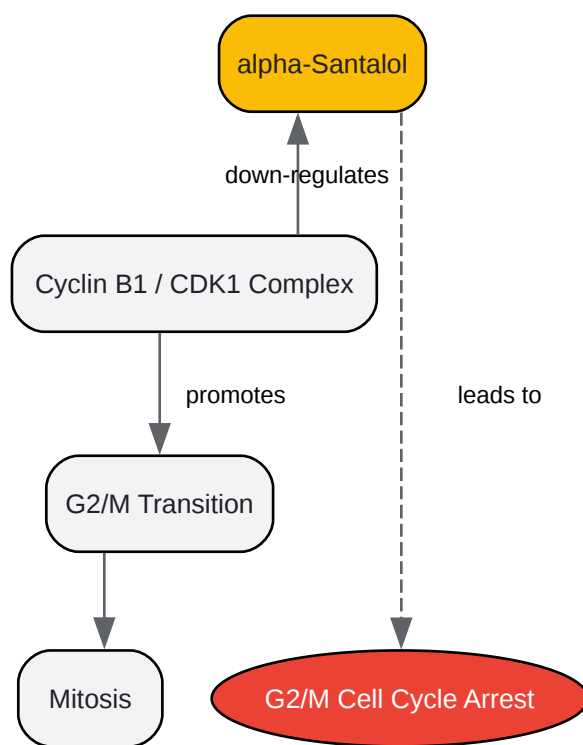 alpha-Santalol
down-regulates
Cyclin B1 / CDK1 Complex
promotes
leads to
G2/M Transition
Mitosis
G2/M Cell Cycle Arrest